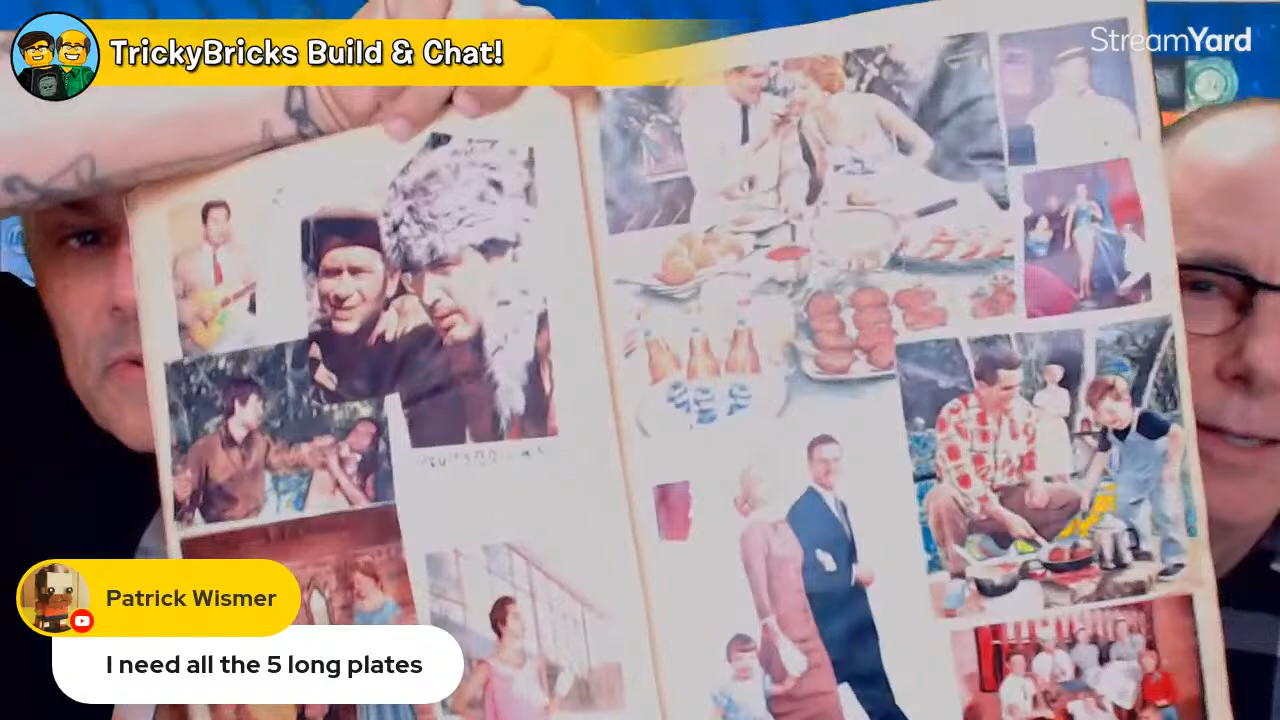 TrickyBricks Build & Chat!
StreamYard
Patrick Wismer
I need all the 5 long plates